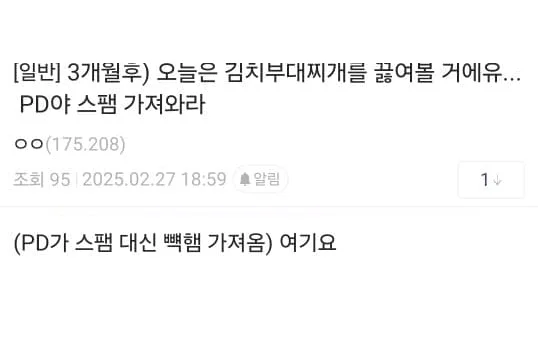 [일반] 3개월후) 오늘은 김치부대찌개를 끓여볼 거에유...
PD야 스팸 가져와라
ㅇㅇ(175.208)
조회 95 | 2025.02.27 18:59 알림
1↓
(PD가 스팸 대신 빽햄 가져옴) 여기요